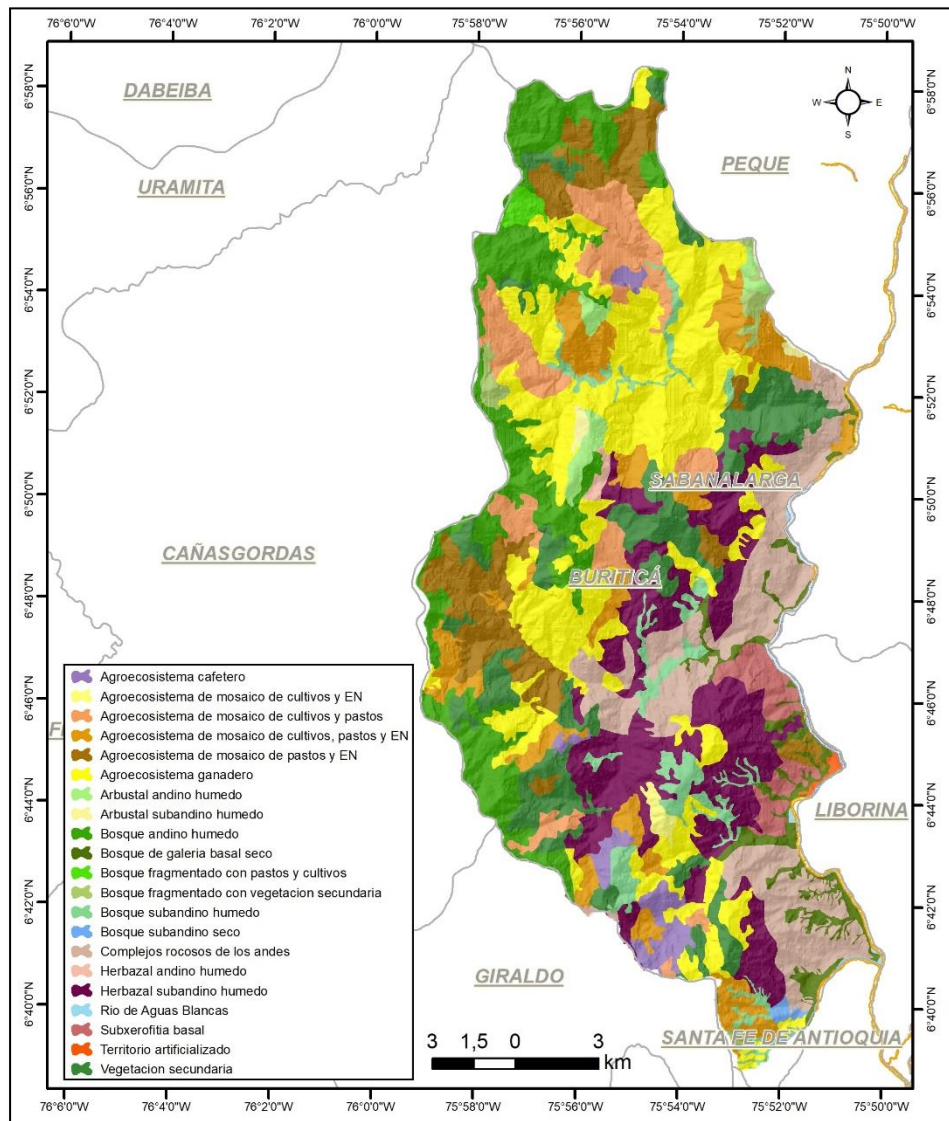 76°6'0"W 76°4'0"W 76°2'0"W 76°0'0"W 75°58'0"W 75°56'0"W 75°54'0"W 75°52'0"W 75°50'0"W
6°58'0"N
6°56'0"N
6°54'0"N
6°52'0"N
6°50'0"N
6°48'0"N
6°46'0"N
6°44'0"N
6°42'0"N
6°40'0"N
N
W E
S
DABEIBA
URAMITA
PEQUE
SABANALARGA
CAÑASGORDAS
BURITICÁ
LIBORINA
GIRALDO
SANTA FE DE ANTIOQUIA
Agroecosistema cafetero
Agroecosistema de mosaico de cultivos y EN
Agroecosistema de mosaico de cultivos y pastos
Agroecosistema de mosaico de cultivos, pastos y EN
Agroecosistema de mosaico de pastos y EN
Agroecosistema ganadero
Arbustal andino humedo
Arbustal subandino humedo
Bosque andino humedo
Bosque de galeria basal seco
Bosque fragmentado con pastos y cultivos
Bosque fragmentado con vegetacion secundaria
Bosque subandino humedo
Bosque subandino seco
Complejos rocosos de los andes
Herbazal andino humedo
Herbazal subandino humedo
Rio de Aguas Blancas
Subxerofitia basal
Territorio artificializado
Vegetacion secundaria
3 1,5 0 3
km
6°58'0"N
6°56'0"N
6°54'0"N
6°52'0"N
6°50'0"N
6°48'0"N
6°46'0"N
6°44'0"N
6°42'0"N
6°40'0"N
76°6'0"W 76°4'0"W 76°2'0"W 76°0'0"W 75°58'0"W 75°56'0"W 75°54'0"W 75°52'0"W 75°50'0"W